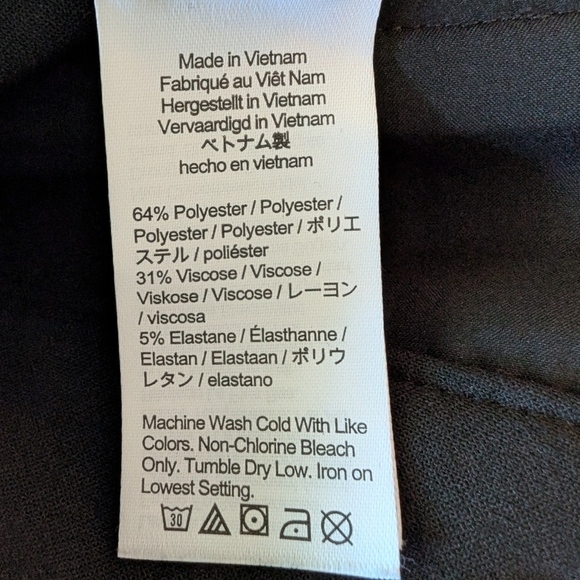 Made in Vietnam
Fabriqué au Viêt Nam
Hergestellt in Vietnam
Vervaardigd in Vietnam
ベトナム製
hecho en vietnam
64% Polyester / Polyester /
Polyester / Polyester / ポリエ
ステル / poliéster
31% Viscose / Viscose /
Viskose / Viscose / レーヨン
/ viscosa
5% Elastane / Élasthanne /
Elastan / Elastaan / ポリウ
レタン / elastano
Machine Wash Cold With Like
Colors. Non-Chlorine Bleach
Only. Tumble Dry Low. Iron on
Lowest Setting.
30